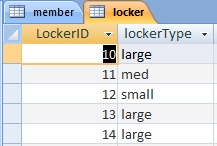 member locker
LockerID lockerType
10 large
11 med
12 small
13 large
14 large